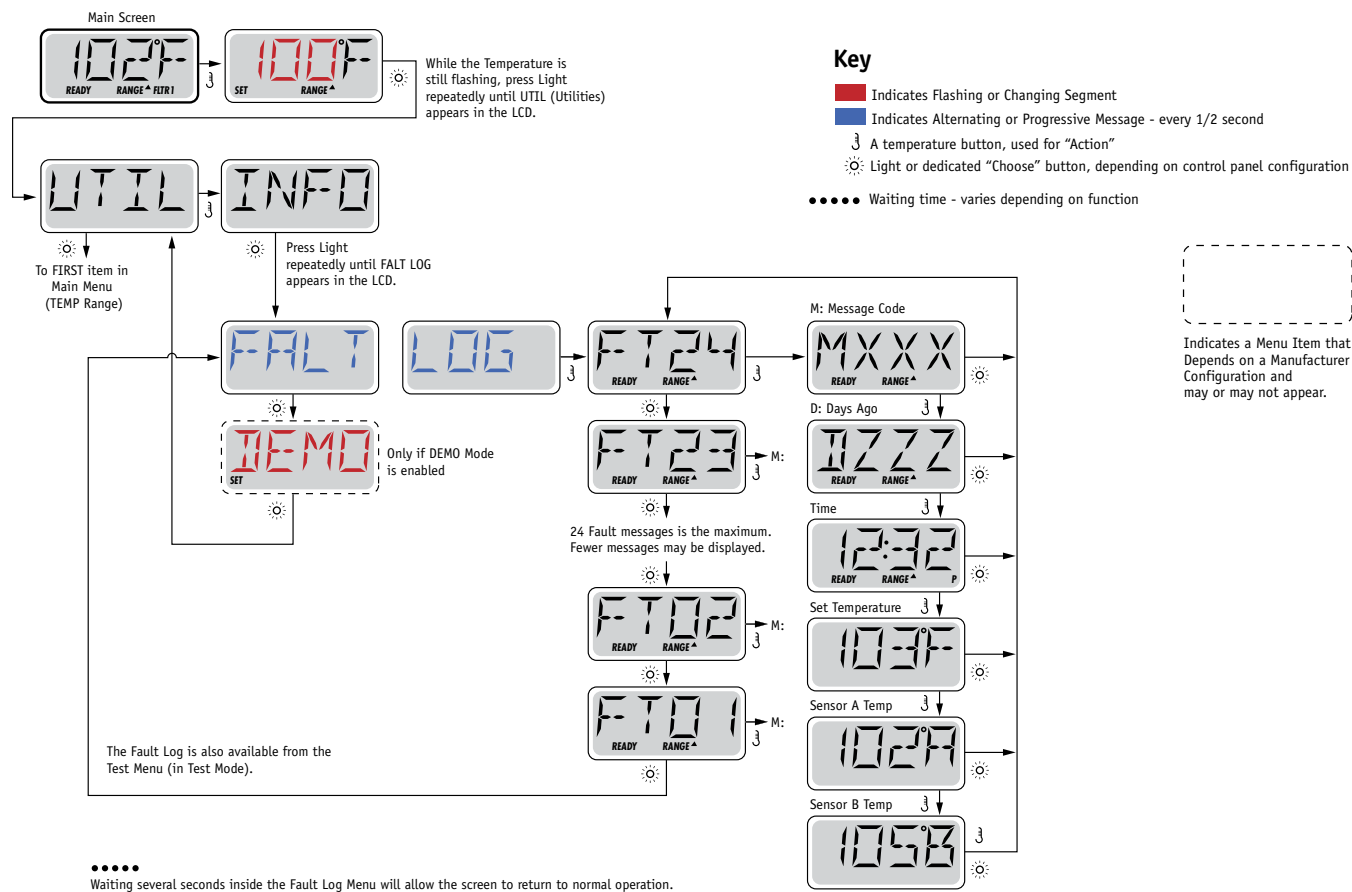 Main Screen
102°F
READY RANGE FLTR1
100°F
SET RANGE
While the Temperature is
still flashing, press Light
repeatedly until UTIL (Utilities)
appears in the LCD.
Key
Indicates Flashing or Changing Segment
Indicates Alternating or Progressive Message - every 1/2 second
A temperature button, used for “Action”
Light or dedicated “Choose” button, depending on control panel configuration
Waiting time - varies depending on function
Indicates a Menu Item that
Depends on a Manufacturer
Configuration and
may or may not appear.
UTIL
INFO
To FIRST item in
Main Menu
(TEMP Range)
Press Light
repeatedly until FALT LOG
appears in the LCD.
FALT
LOG
FT24
READY RANGE
DEMO
SET
Only if DEMO Mode
is enabled
FT23
READY RANGE
M:
24 Fault messages is the maximum.
Fewer messages may be displayed.
FT02
READY RANGE
M:
FT01
READY RANGE
M:
M: Message Code
MXXX
READY RANGE
D: Days Ago
DZZZ
READY RANGE
Time
12:32
READY RANGE P
Set Temperature
103°F
Sensor A Temp
102°A
Sensor B Temp
105°B
The Fault Log is also available from the
Test Menu (in Test Mode).
Waiting several seconds inside the Fault Log Menu will allow the screen to return to normal operation.